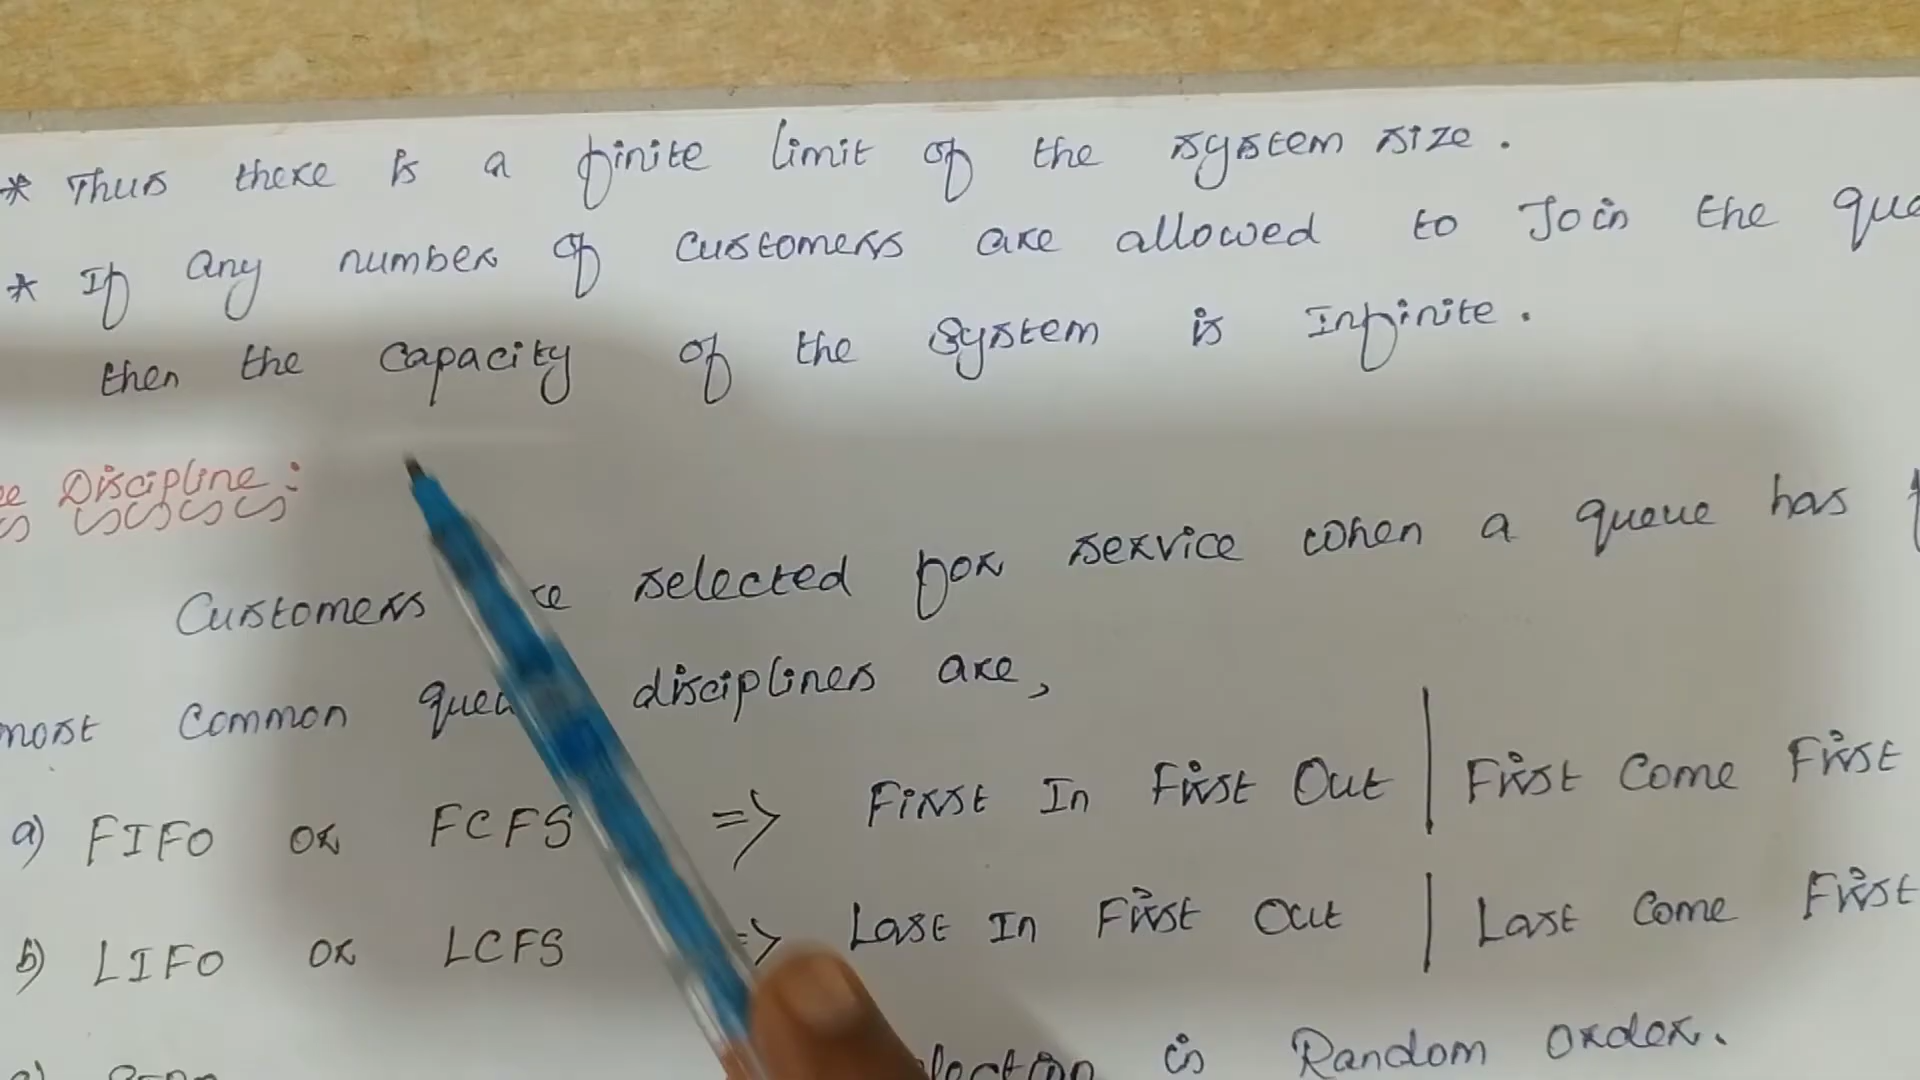 * Thus there is a finite limit of the system size.
* If any number of customers are allowed to Join the
then the capacity of the System is Infinite.
Discipline:
Customers selected for service when a queue has
most common disciplines are,
a) FIFO or FCFS => First In First Out | First Come First
b) LIFO or LCFS => Last In First Out | Last Come First
in Random order.